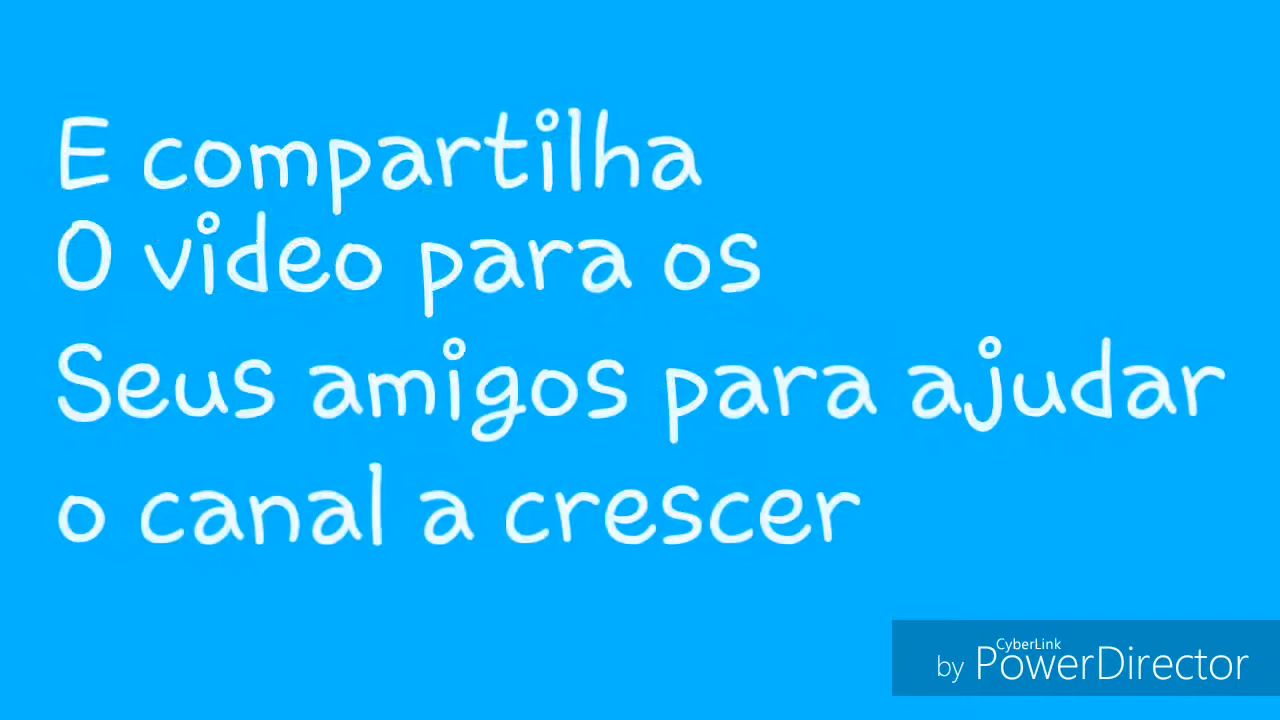 E compartilha
O video para os
Seus amigos para ajudar
o canal a crescer
CyberLink
by PowerDirector